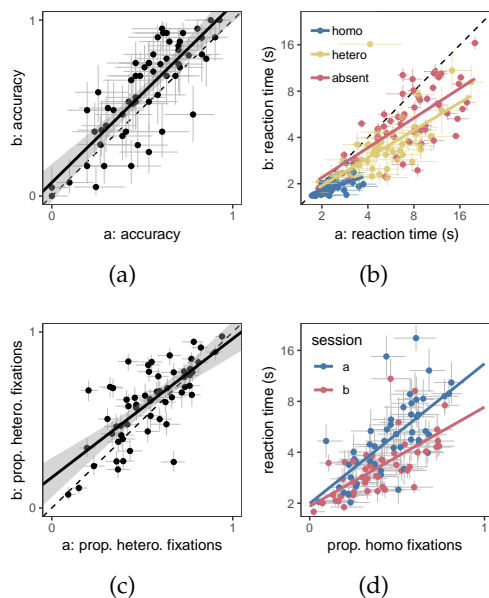 1
b: accuracy
0
0
1
a: accuracy
(a)
homo
hetero
absent
16
8
4
2
b: reaction time (s)
2
4
8
16
a: reaction time (s)
(b)
1
b: prop. hetero. fixations
0
0
1
a: prop. hetero. fixations
(c)
session
a
b
16
8
4
2
reaction time (s)
0
1
prop. homo fixations
(d)